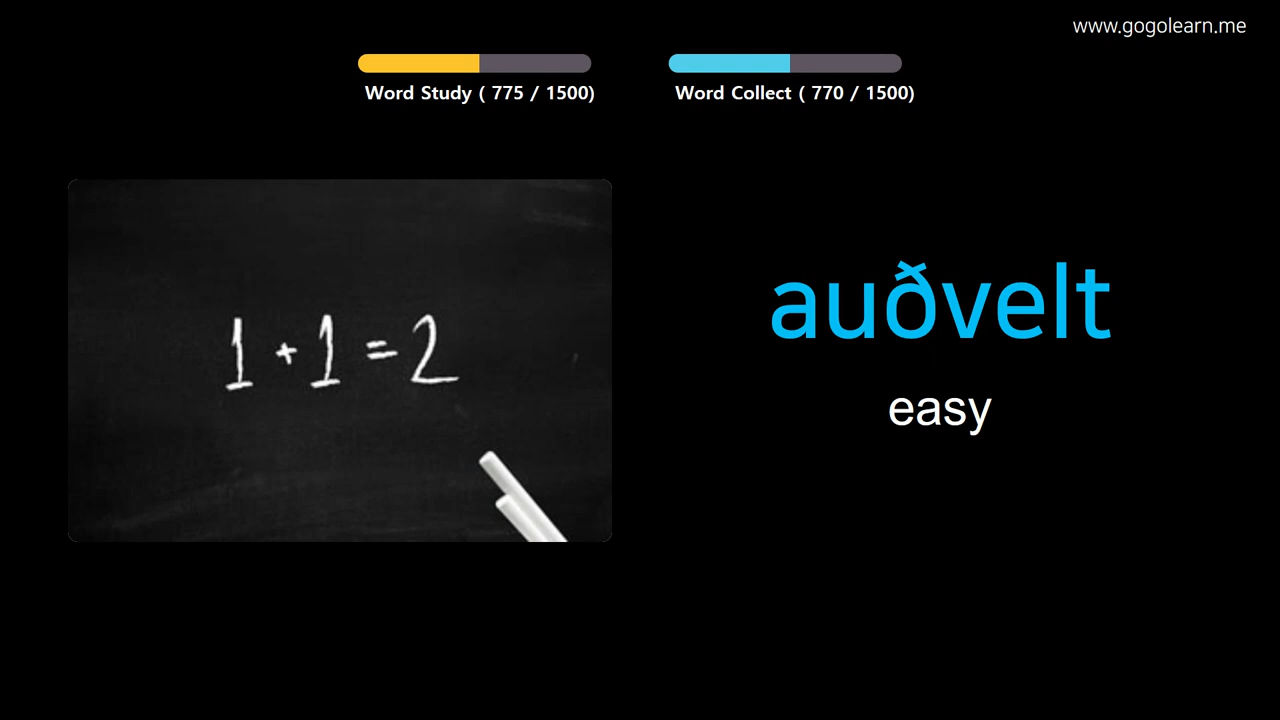 www.gogolearn.me
Word Study ( 775 / 1500)
Word Collect ( 770 / 1500)
1 + 1 = 2
auðvelt
easy